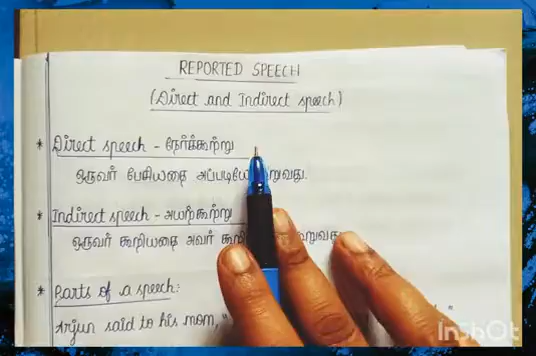 REPORTED SPEECH
(Direct and Indirect speech)
* Direct speech - நேர்க்கூற்று
ஒருவர் பேசியதை அப்படியே
* Indirect speech - அயற்கூற்று
ஒருவர் கூறியதை அவர்
* Parts of a speech:
Arjun said to his mom, "
InShOt